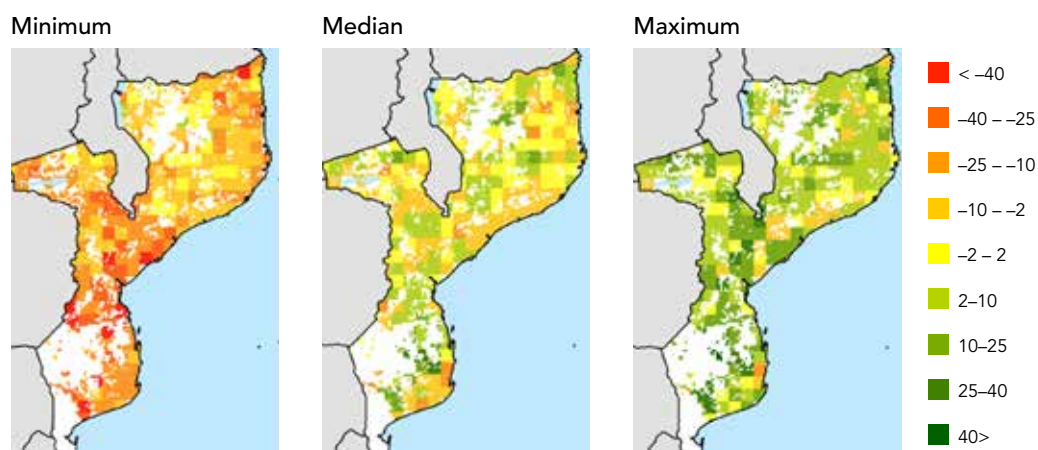 Minimum
Median
Maximum
< –40
–40 – –25
–25 – –10
–10 – –2
–2 – 2
2–10
10–25
25–40
40>